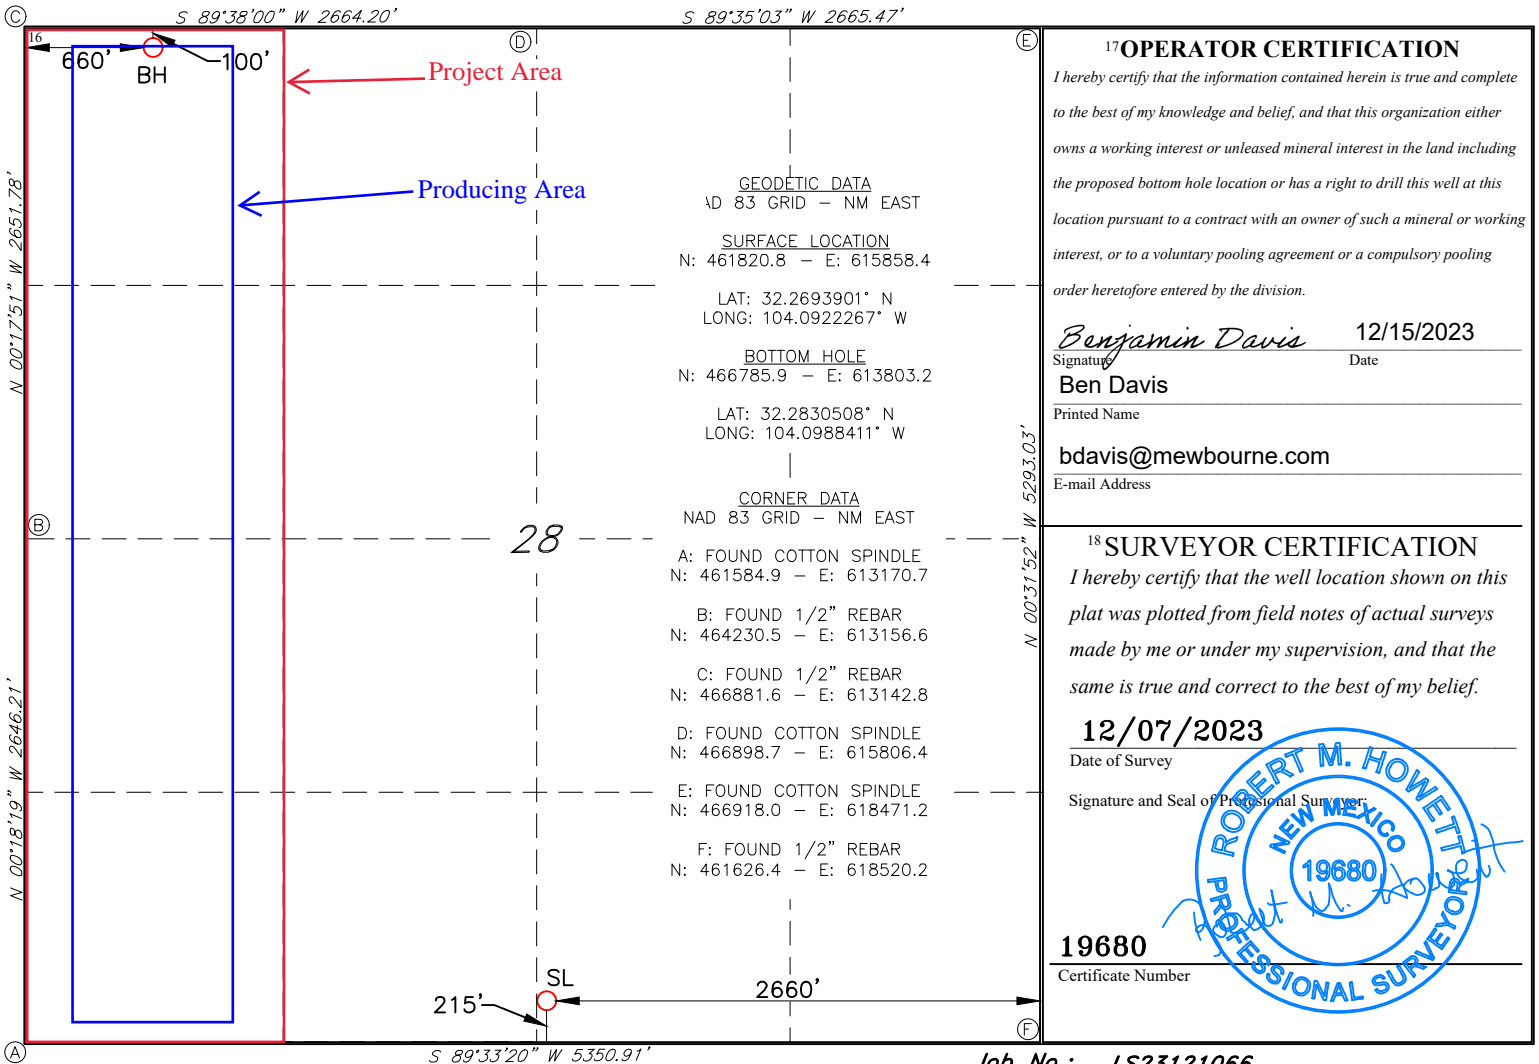 S 89°38'00" W 2664.20'
S 89°35'03" W 2665.47'
C
D
E
16
660'
100'
BH
Project Area
Producing Area
N 00°17'51" W 2651.78'
B
28
N 00°18'19" W 2646.21'
GEODETIC DATA
AD 83 GRID – NM EAST
SURFACE LOCATION
N: 461820.8 – E: 615858.4
LAT: 32.2693901° N
LONG: 104.0922267° W
BOTTOM HOLE
N: 466785.9 – E: 613803.2
LAT: 32.2830508° N
LONG: 104.0988411° W
CORNER DATA
NAD 83 GRID – NM EAST
A: FOUND COTTON SPINDLE
N: 461584.9 – E: 613170.7
B: FOUND 1/2" REBAR
N: 464230.5 – E: 613156.6
C: FOUND 1/2" REBAR
N: 466881.6 – E: 613142.8
D: FOUND COTTON SPINDLE
N: 466898.7 – E: 615806.4
E: FOUND COTTON SPINDLE
N: 466918.0 – E: 618471.2
F: FOUND 1/2" REBAR
N: 461626.4 – E: 618520.2
N 00°31'52" W 5293.03'
SL
215'
2660'
F
A
S 89°33'20" W 5350.91'
17 OPERATOR CERTIFICATION
I hereby certify that the information contained herein is true and complete
to the best of my knowledge and belief, and that this organization either
owns a working interest or unleased mineral interest in the land including
the proposed bottom hole location or has a right to drill this well at this
location pursuant to a contract with an owner of such a mineral or working
interest, or to a voluntary pooling agreement or a compulsory pooling
order heretofore entered by the division.
Benjamin Davis 12/15/2023
Signature Date
Ben Davis
Printed Name
bdavis@mewbourne.com
E-mail Address
18 SURVEYOR CERTIFICATION
I hereby certify that the well location shown on this
plat was plotted from field notes of actual surveys
made by me or under my supervision, and that the
same is true and correct to the best of my belief.
12/07/2023
Date of Survey
Signature and Seal of Professional Surveyor:
ROBERT M. HOWETT
NEW MEXICO
19680
PROFESSIONAL SURVEYOR
Robert M. Howett
19680
Certificate Number
Job No.: LS23121066